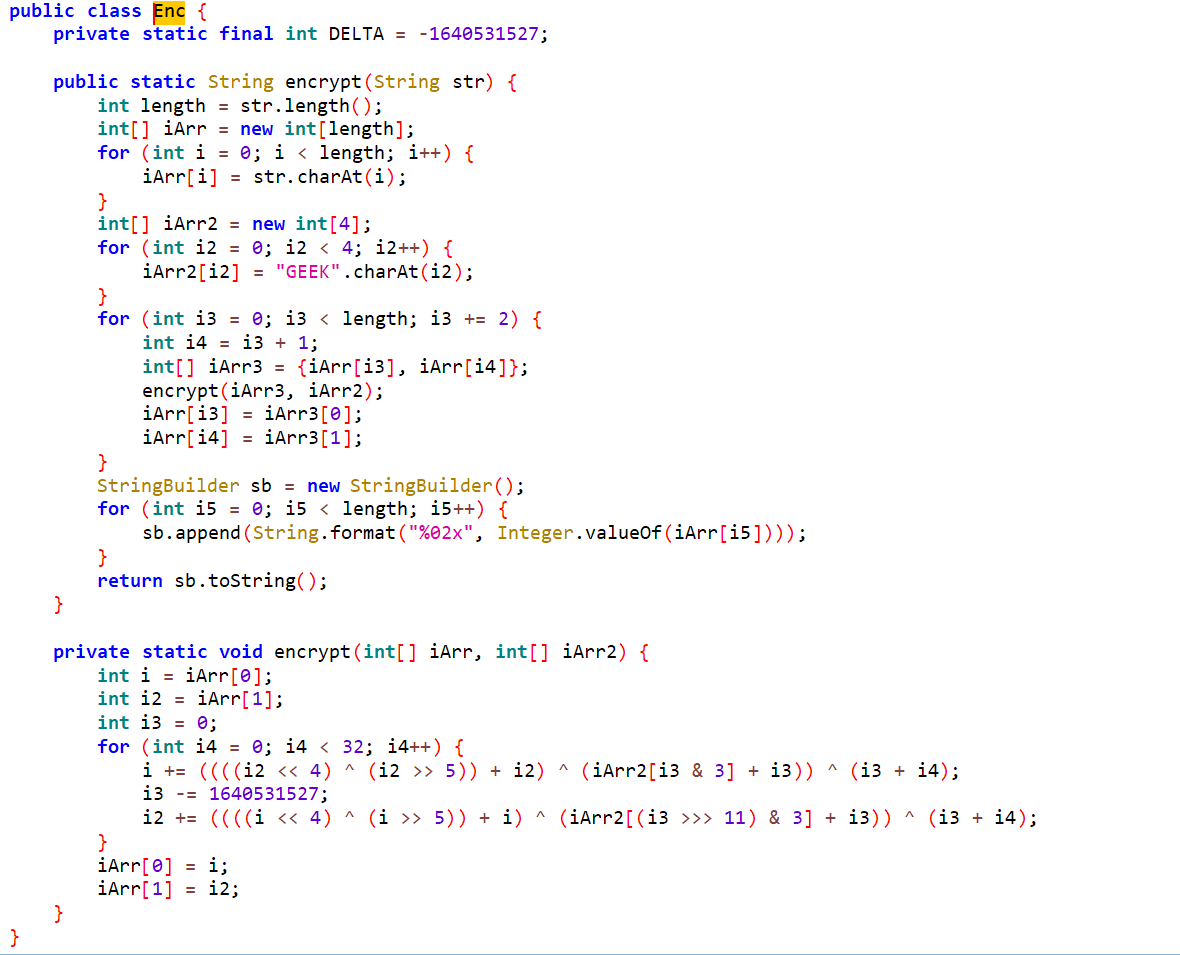 public class Enc {
    private static final int DELTA = -1640531527;

    public static String encrypt(String str) {
        int length = str.length();
        int[] iArr = new int[length];
        for (int i = 0; i < length; i++) {
            iArr[i] = str.charAt(i);
        }
        int[] iArr2 = new int[4];
        for (int i2 = 0; i2 < 4; i2++) {
            iArr2[i2] = "GEEK".charAt(i2);
        }
        for (int i3 = 0; i3 < length; i3 += 2) {
            int i4 = i3 + 1;
            int[] iArr3 = {iArr[i3], iArr[i4]};
            encrypt(iArr3, iArr2);
            iArr[i3] = iArr3[0];
            iArr[i4] = iArr3[1];
        }
        StringBuilder sb = new StringBuilder();
        for (int i5 = 0; i5 < length; i5++) {
            sb.append(String.format("%02x", Integer.valueOf(iArr[i5])));
        }
        return sb.toString();
    }

    private static void encrypt(int[] iArr, int[] iArr2) {
        int i = iArr[0];
        int i2 = iArr[1];
        int i3 = 0;
        for (int i4 = 0; i4 < 32; i4++) {
            i += ((((i2 << 4) ^ (i2 >> 5)) + i2) ^ (iArr2[i3 & 3] + i3)) ^ (i3 + i4);
            i3 -= 1640531527;
            i2 += ((((i << 4) ^ (i >> 5)) + i) ^ (iArr2[(i3 >>> 11) & 3] + i3)) ^ (i3 + i4);
        }
        iArr[0] = i;
        iArr[1] = i2;
    }
}